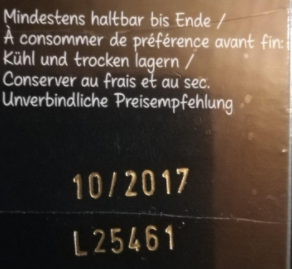 Mindestens haltbar bis Ende /
À consommer de préférence avant fin:
Kühl und trocken lagern /
Conserver au frais et au sec.
Unverbindliche Preisempfehlung
10/2017
L25461